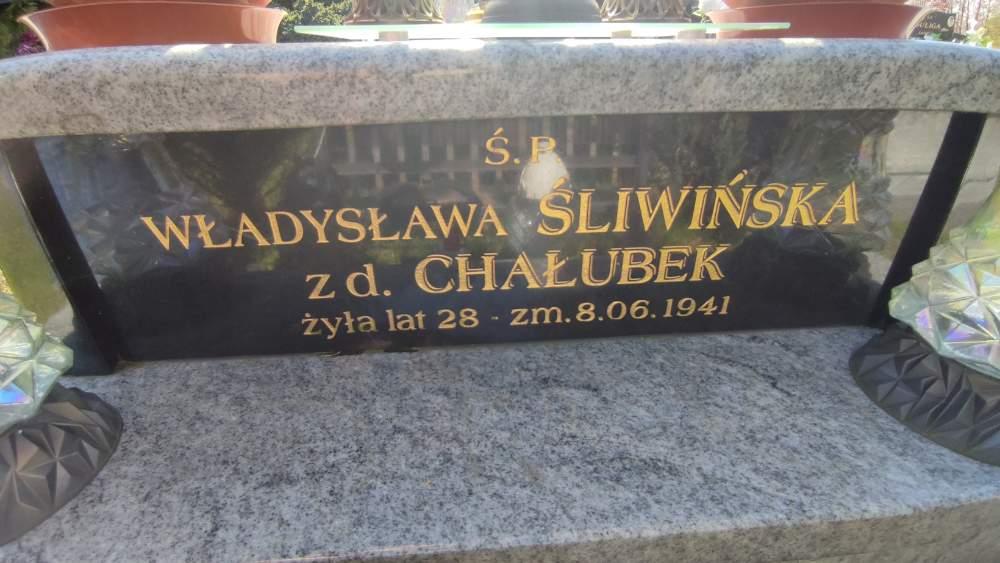 Ś.P
WŁADYSŁAWA ŚLIWIŃSKA
z d. CHAŁUBEK
żyła lat 28 - zm. 8.06.1941